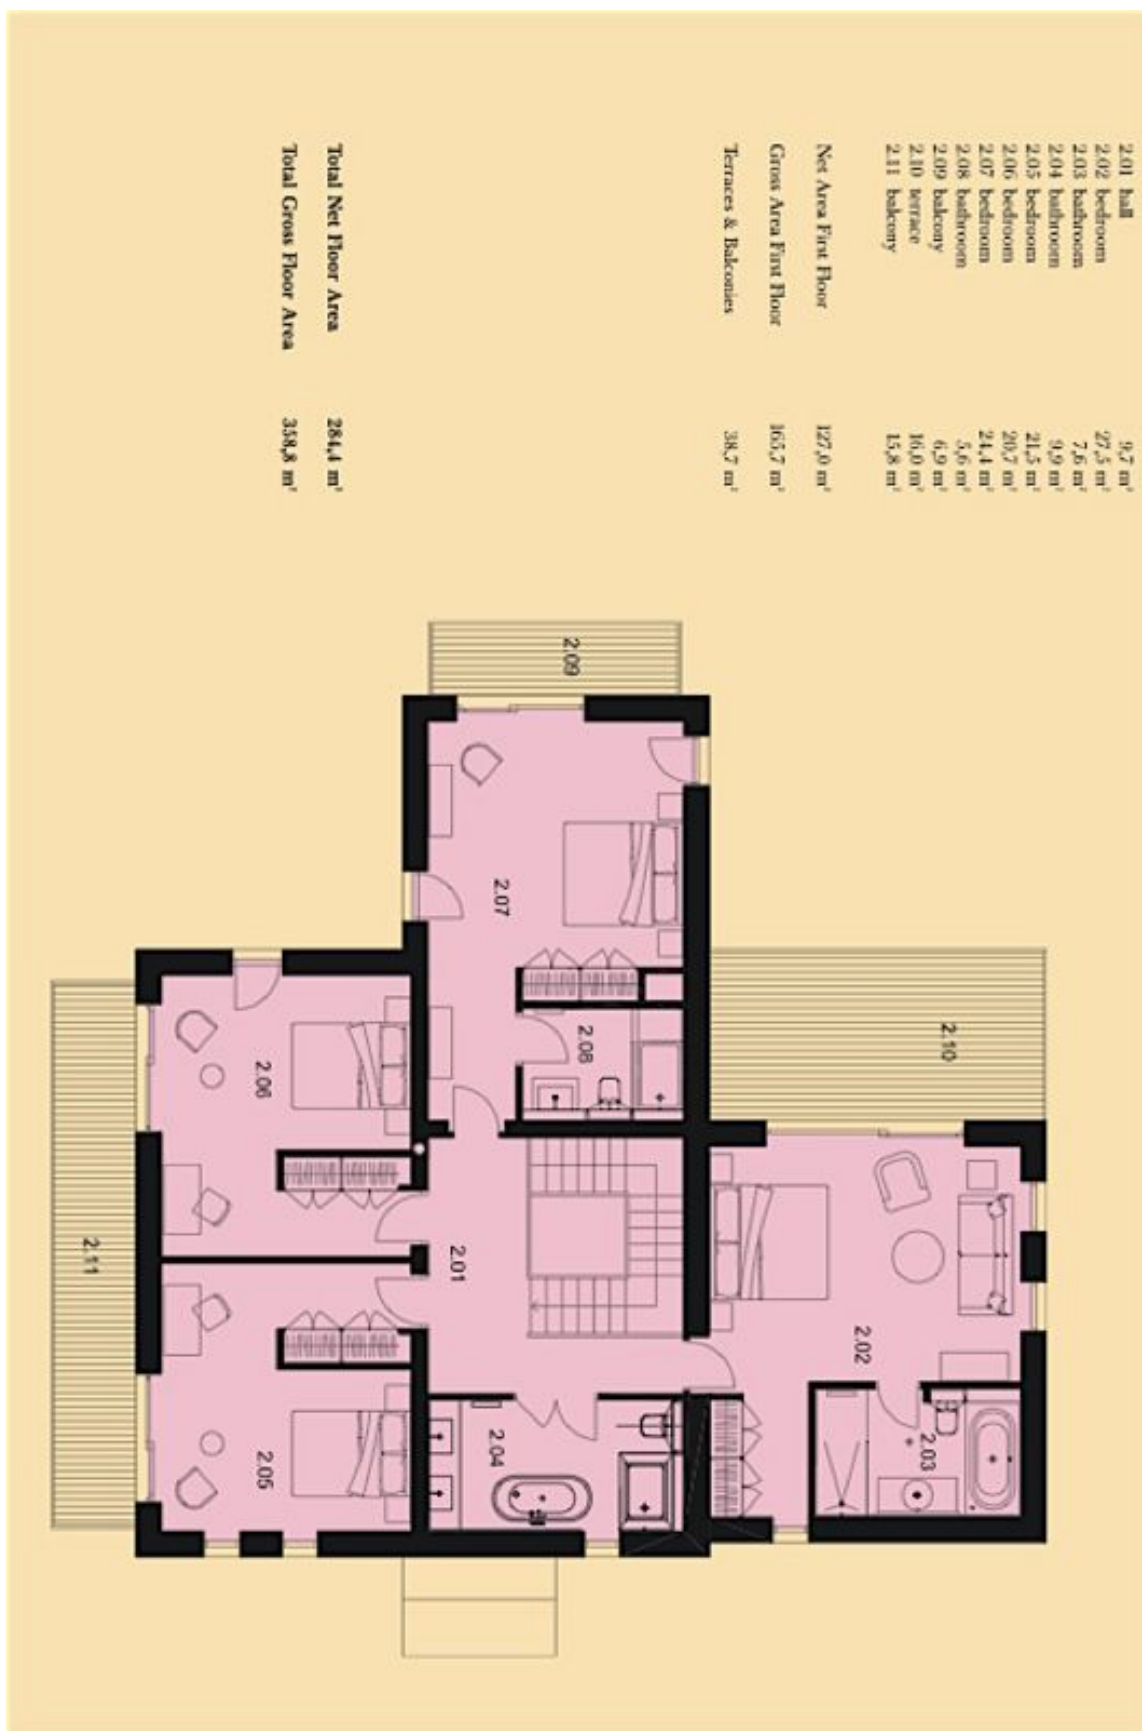 2.01 hall 9,7 m²
2.02 bedroom 27,5 m²
2.03 bathroom 7,6 m²
2.04 bathroom 9,9 m²
2.05 bedroom 21,5 m²
2.06 bedroom 20,7 m²
2.07 bedroom 24,4 m²
2.08 bathroom 5,6 m²
2.09 balcony 6,9 m²
2.10 terrace 16,0 m²
2.11 balcony 15,8 m²
Net Area First Floor 127,0 m²
Gross Area First Floor 165,7 m²
Terraces & Balconies 38,7 m²
Total Net Floor Area 284,4 m²
Total Gross Floor Area 358,8 m²
2.10
2.03
2.02
2.09
2.08
2.07
2.04
2.01
2.06
2.05
2.11